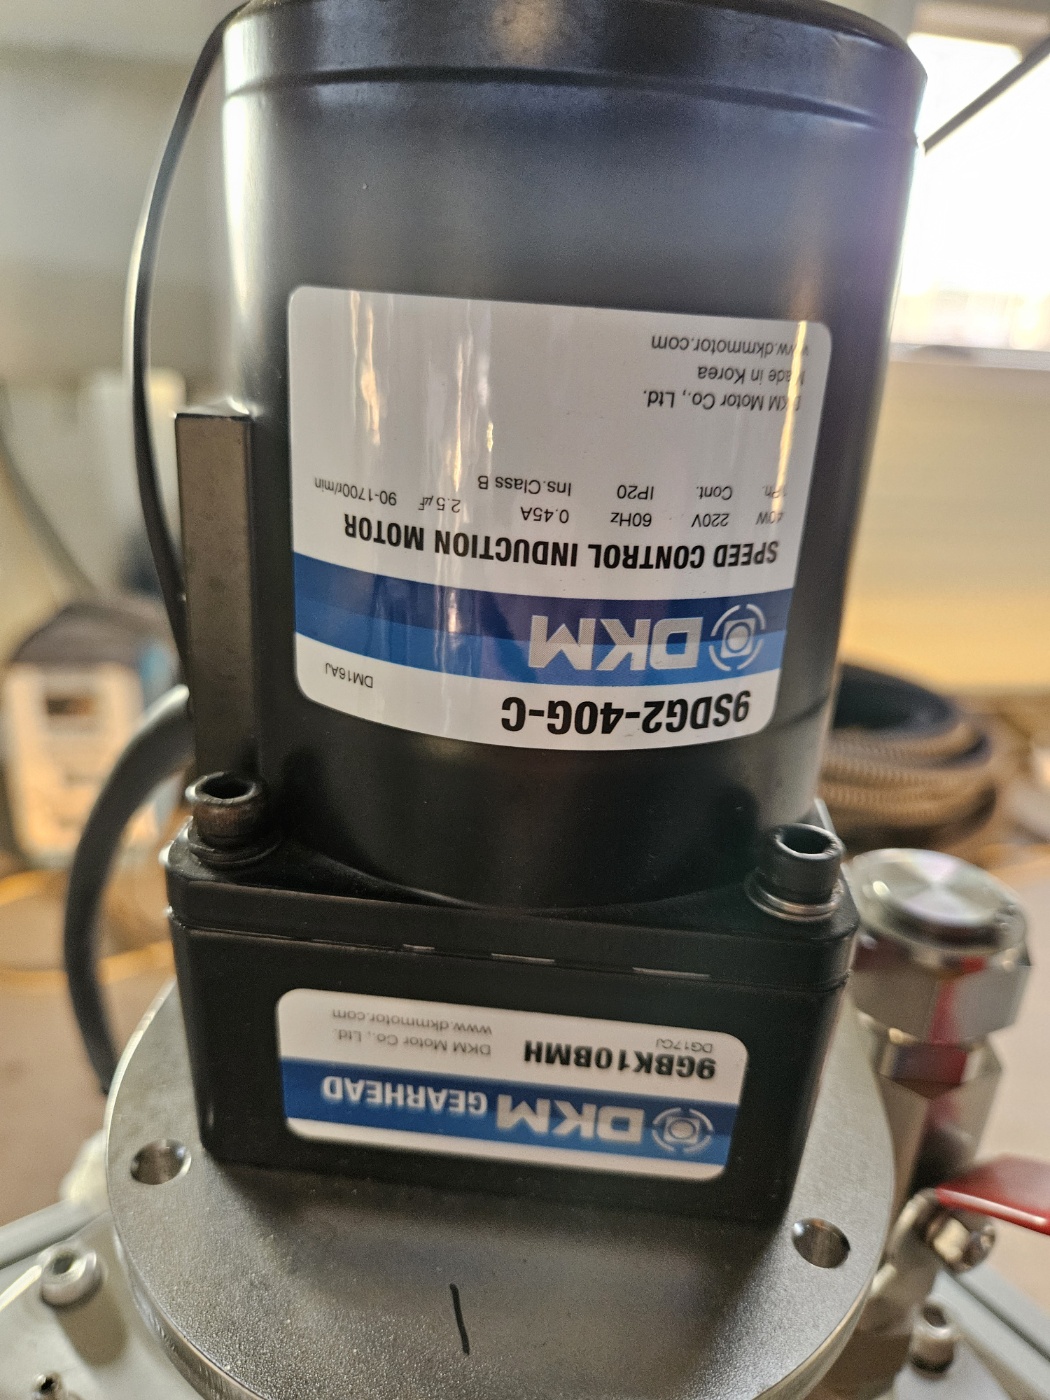 9SDG2-40G-C
DM16AJ
DKM
SPEED CONTROL INDUCTION MOTOR
40W 220V 60Hz 0.45A 2.5㎌ 90-1700r/min
1Ph. Cont. IP20 Ins.Class B
DKM Motor Co., Ltd.
Made in Korea
www.dkmmotor.com
DKM GEARHEAD
9GBK10BMH
DKM Motor Co., Ltd.
DG17CJ
www.dkmmotor.com